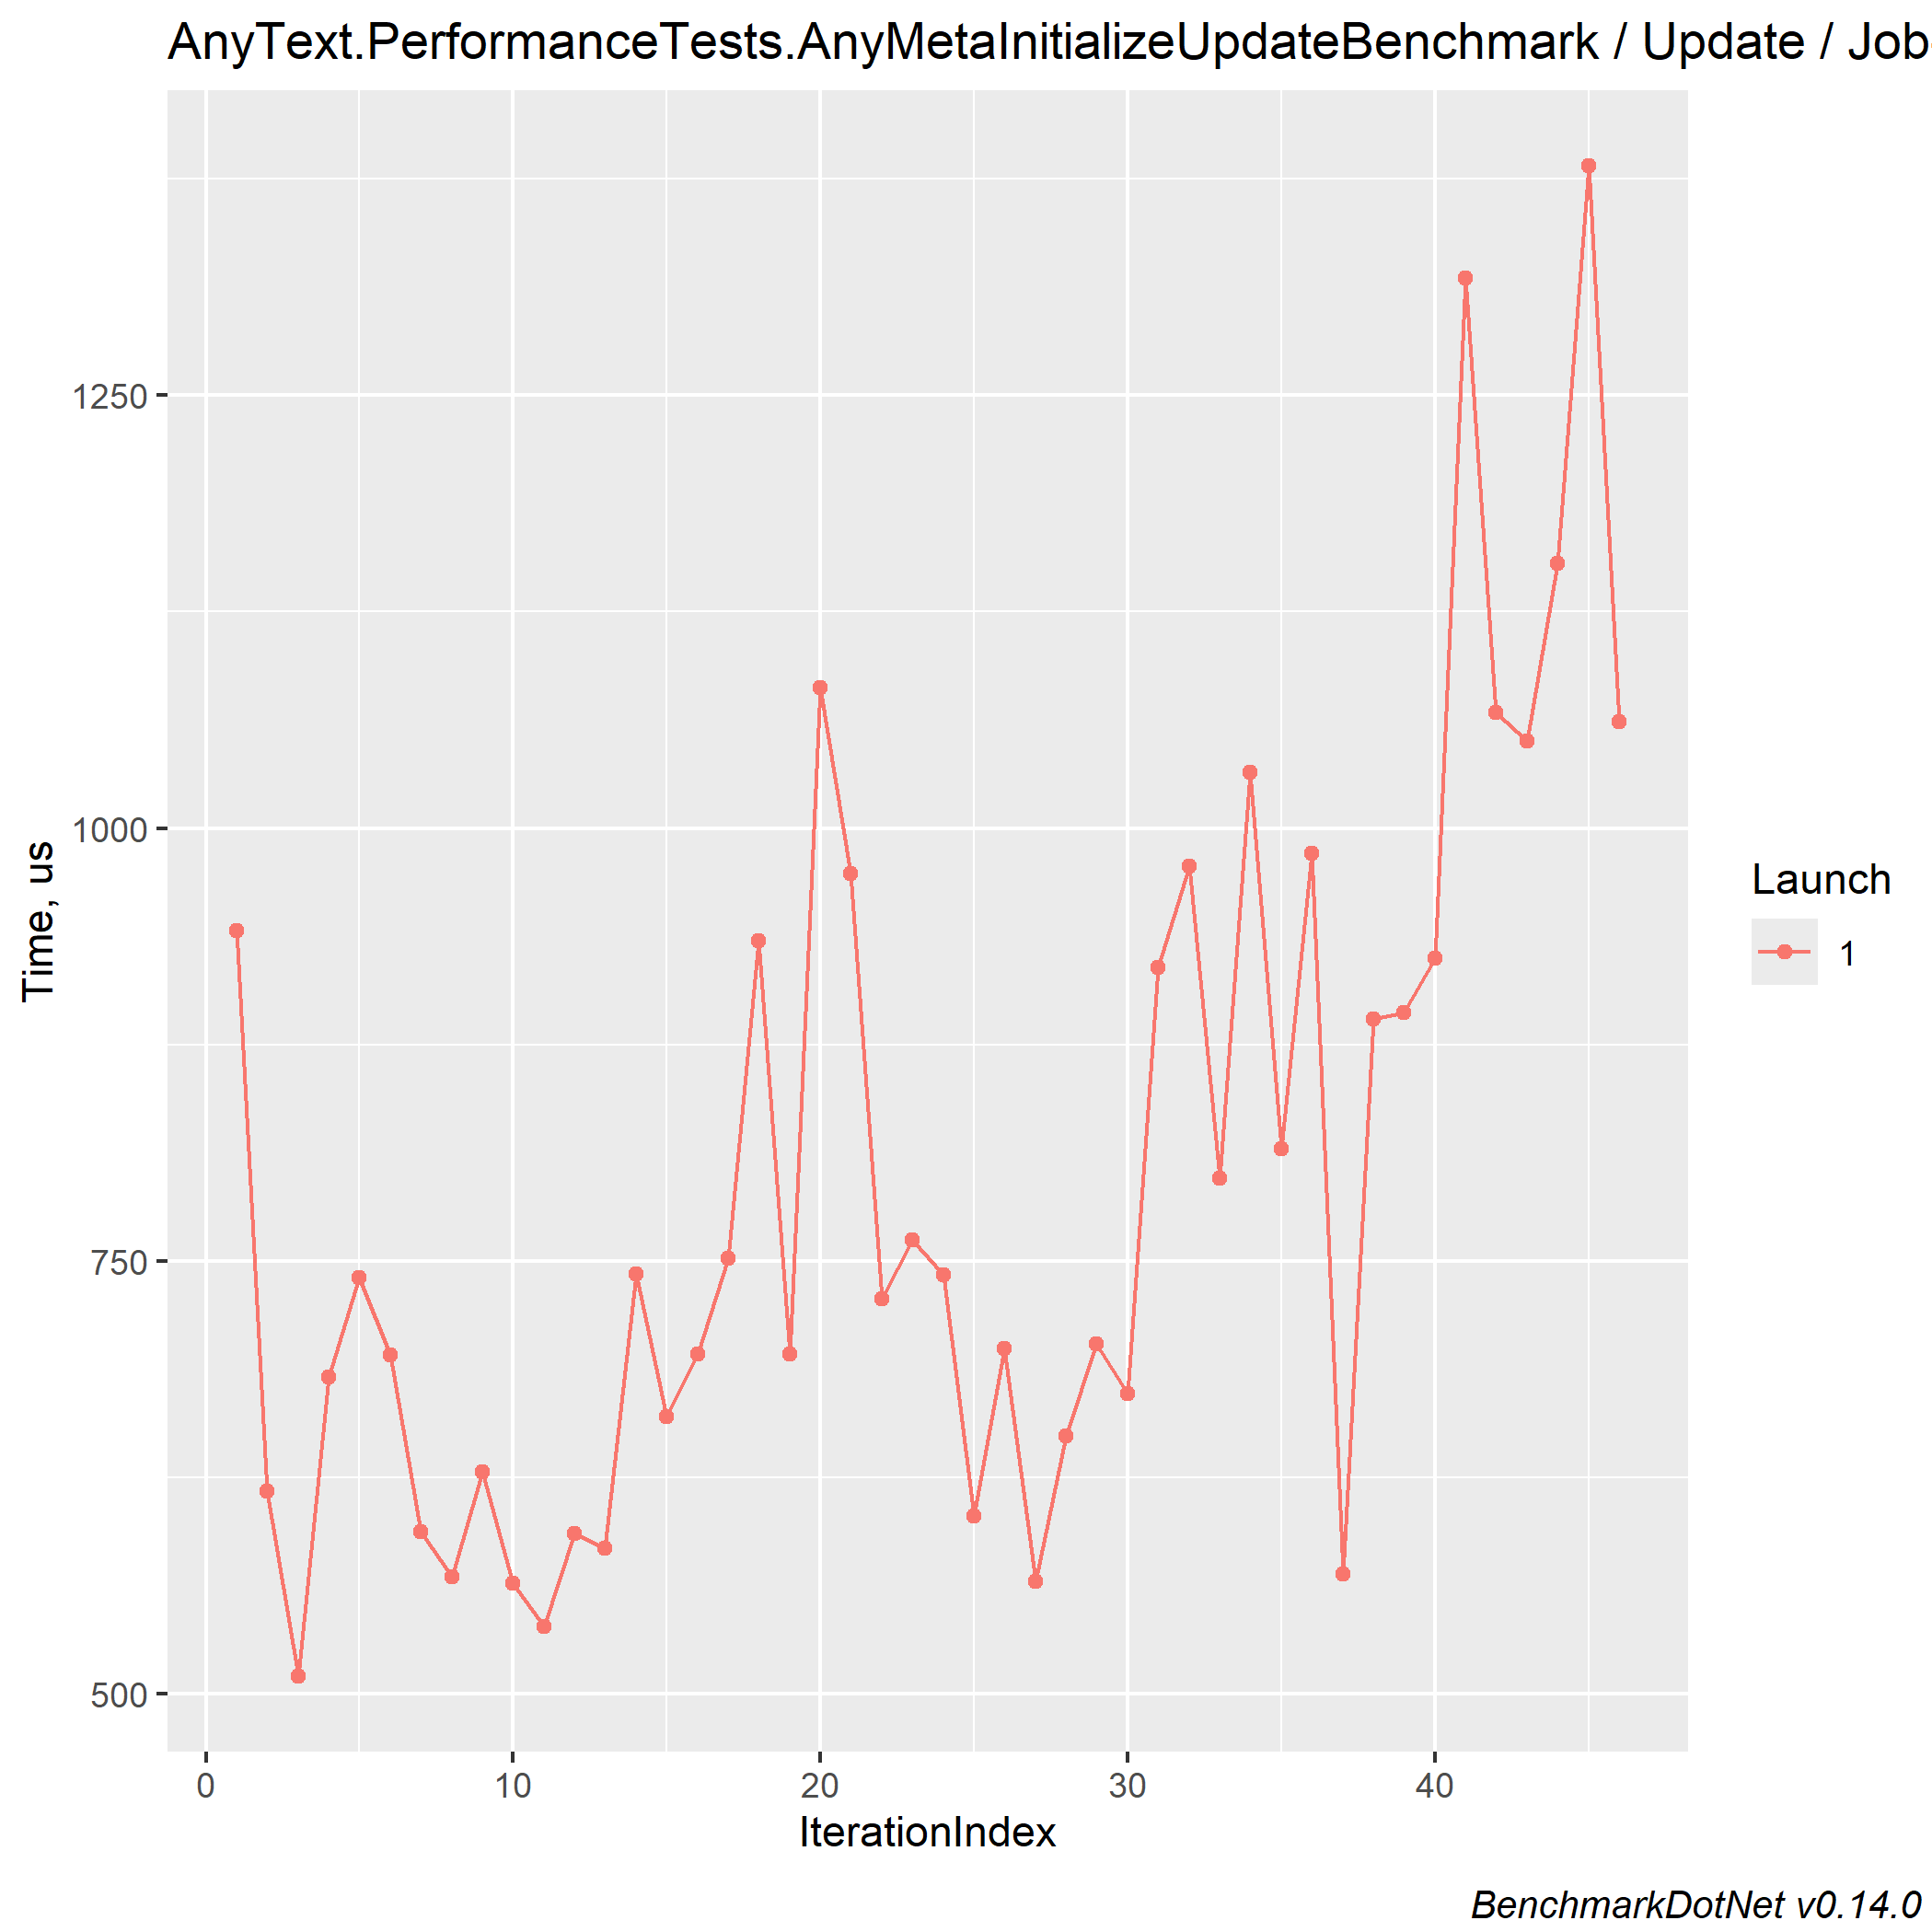 AnyText.PerformanceTests.AnyMetaInitializeUpdateBenchmark / Update / Job
1250
1000
750
500
Time, us
0 10 20 30 40
IterationIndex
Launch
1
BenchmarkDotNet v0.14.0